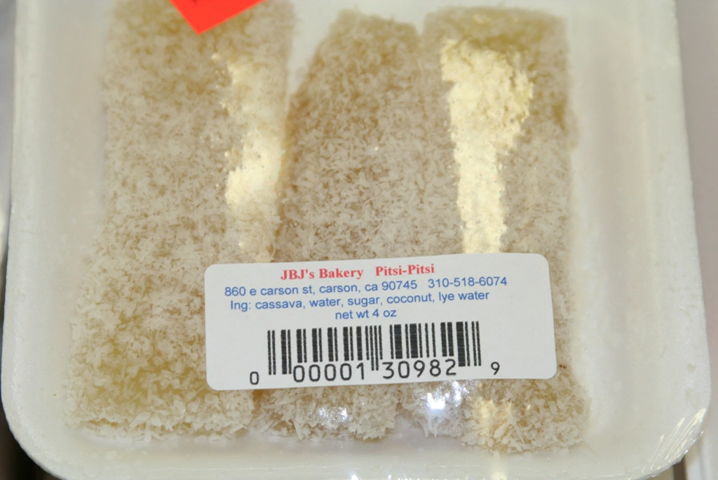 JBJ's Bakery Pitsi-Pitsi
860 e carson st, carson, ca 90745 310-518-6074
Ing: cassava, water, sugar, coconut, lye water
net wt 4 oz
0 00001 30982 9